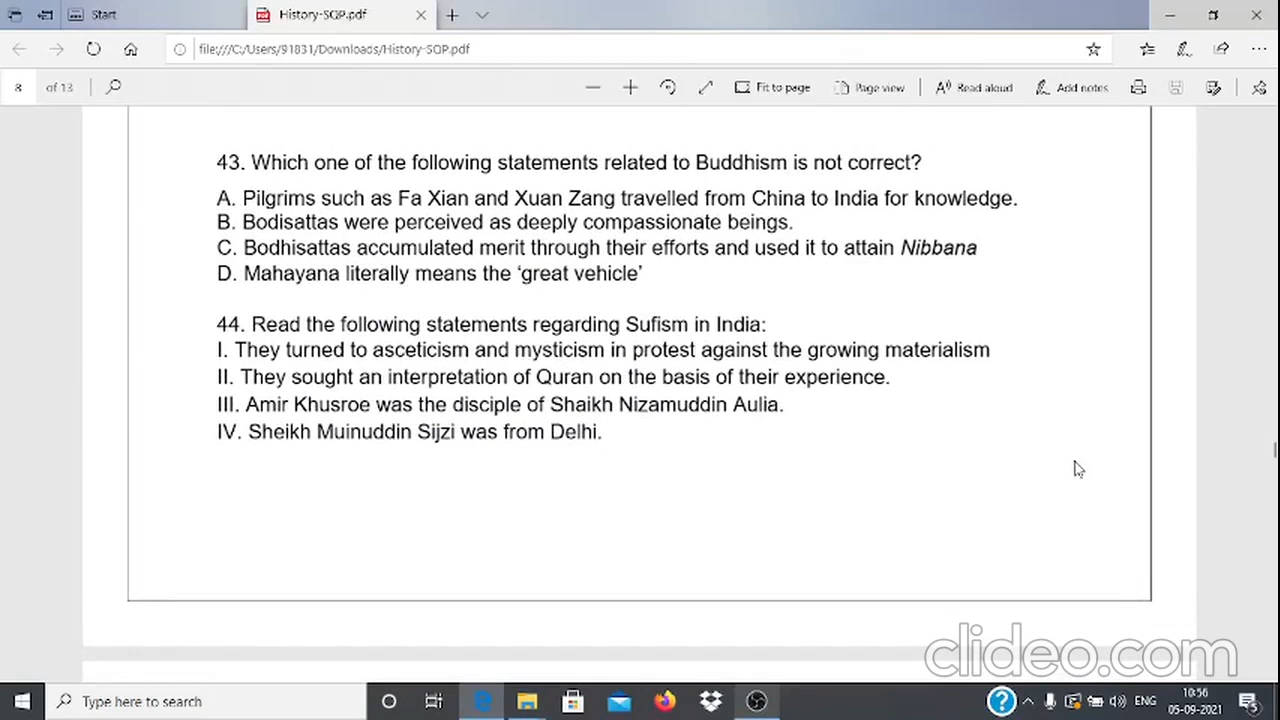 Start
History-SQP.pdf
file:///C:/Users/91831/Downloads/History-SQP.pdf
8 of 13
Fit to page
Page view
Read aloud
Add notes
43. Which one of the following statements related to Buddhism is not correct?
A. Pilgrims such as Fa Xian and Xuan Zang travelled from China to India for knowledge.
B. Bodisattas were perceived as deeply compassionate beings.
C. Bodhisattas accumulated merit through their efforts and used it to attain Nibbana
D. Mahayana literally means the ‘great vehicle’
44. Read the following statements regarding Sufism in India:
I. They turned to asceticism and mysticism in protest against the growing materialism
II. They sought an interpretation of Quran on the basis of their experience.
III. Amir Khusroe was the disciple of Shaikh Nizamuddin Aulia.
IV. Sheikh Muinuddin Sijzi was from Delhi.
clideo.com
Type here to search
ENG
10:56
05-09-2021
5